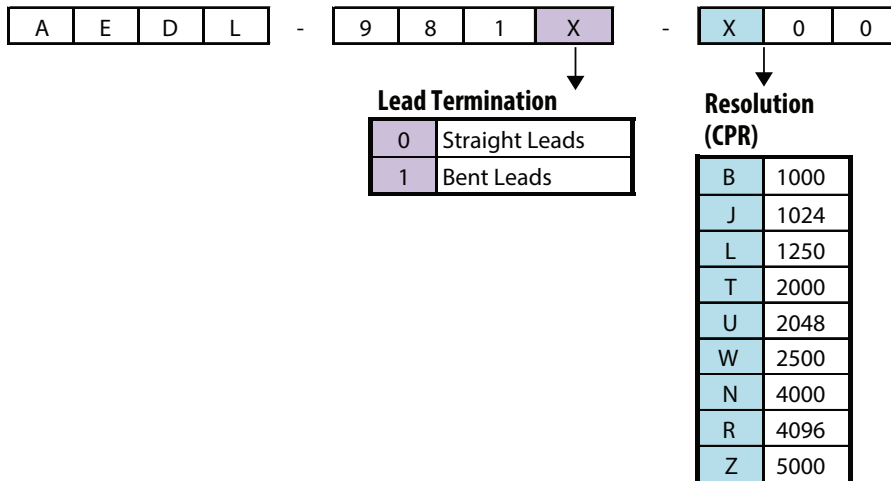 A E D L - 9 8 1 X - X 0 0
Lead Termination
0 Straight Leads
1 Bent Leads
Resolution
(CPR)
B 1000
J 1024
L 1250
T 2000
U 2048
W 2500
N 4000
R 4096
Z 5000